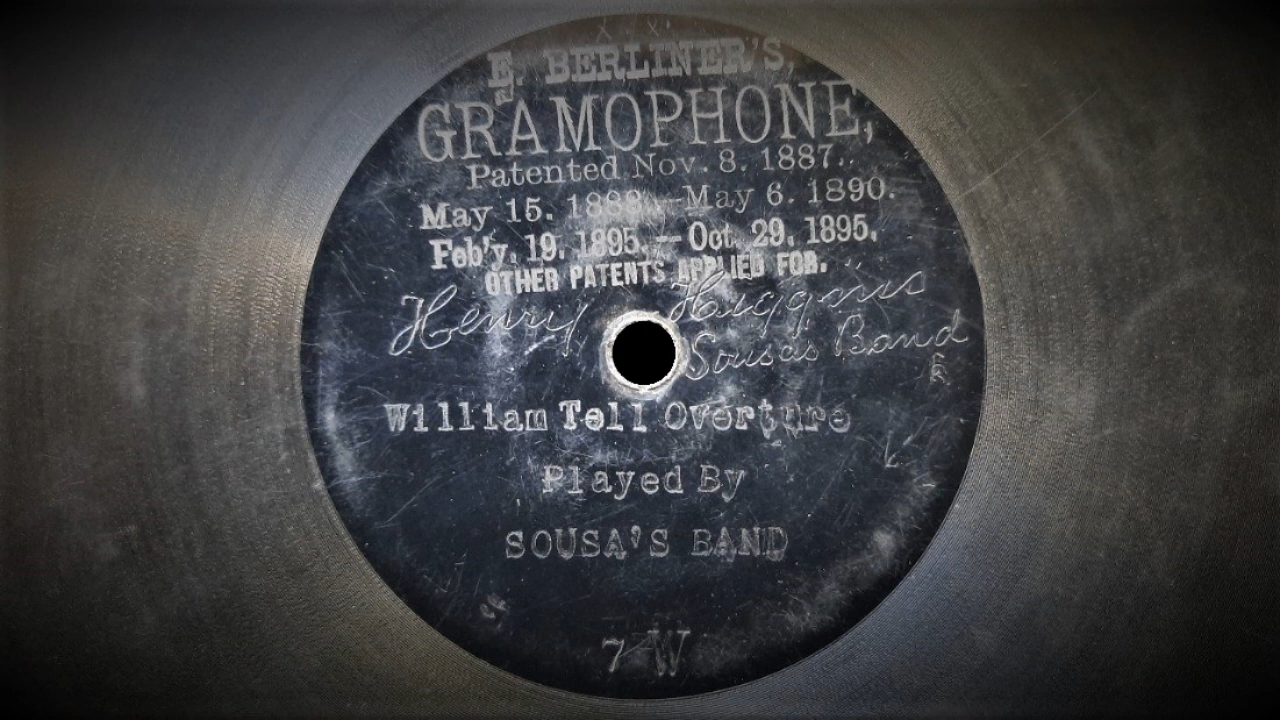 E. BERLINER'S,
GRAMOPHONE,
Patented Nov. 8. 1887.
May 15. 1888.—May 6. 1890.
Feb'y. 19. 1895.— Oct. 29. 1895.
OTHER PATENTS APPLIED FOR.
Henry Higgins
Sousas Band
William Tell Overture
Played By
SOUSA'S BAND
7 W